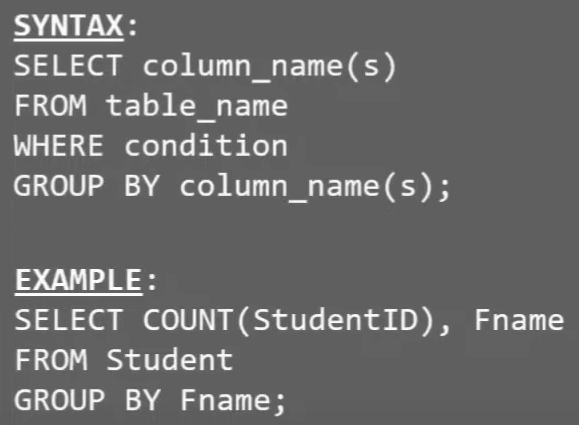 SYNTAX:
SELECT column_name(s)
FROM table_name
WHERE condition
GROUP BY column_name(s);
EXAMPLE:
SELECT COUNT(StudentID), Fname
FROM Student
GROUP BY Fname;